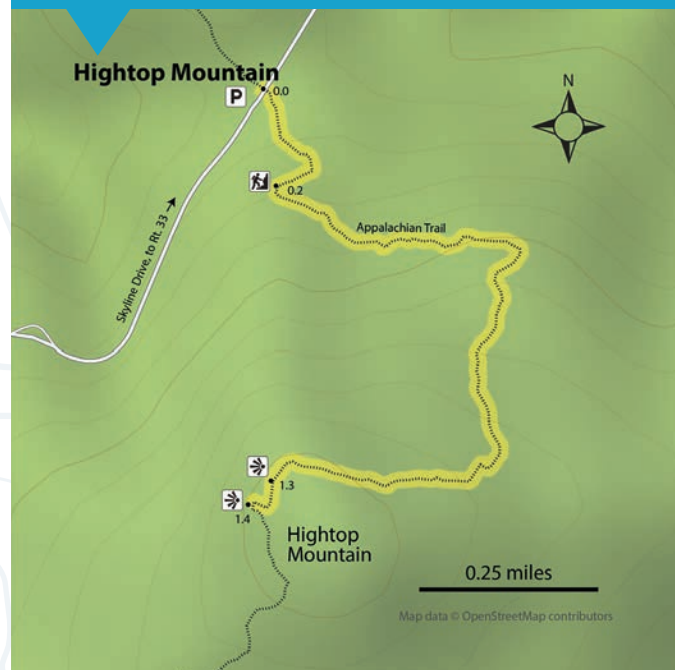 Hightop Mountain
N
P
0.0
0.2
Appalachian Trail
Skyline Drive, to Rt. 33
1.3
1.4
Hightop
Mountain
0.25 miles
Map data © OpenStreetMap contributors